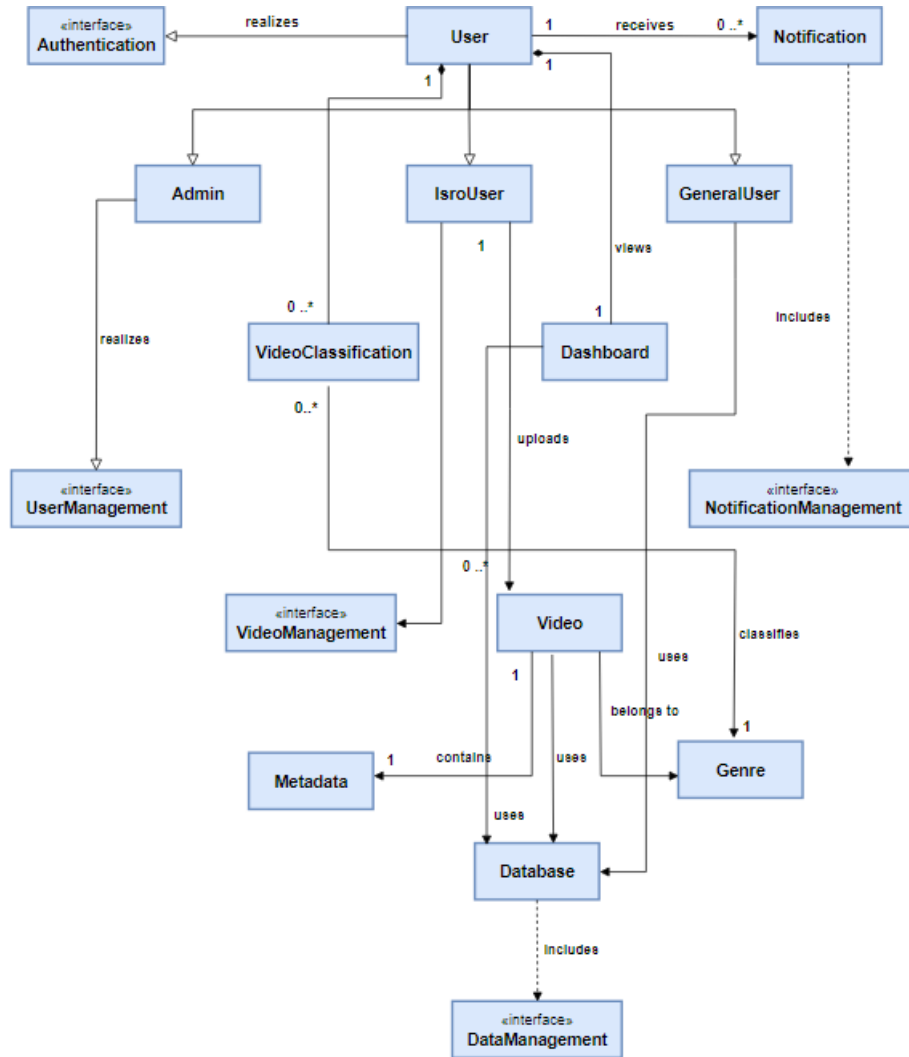 «interface»
Authentication
realizes
User
1
receives
0..*
Notification
1
1
Admin
IsroUser
GeneralUser
1
views
0 ..*
1
includes
realizes
VideoClassification
Dashboard
0..*
uploads
«interface»
UserManagement
«interface»
NotificationManagement
0 ..*
«interface»
VideoManagement
Video
classifies
1
uses
belongs to
1
1
contains
uses
Metadata
Genre
uses
Database
includes
«interface»
DataManagement